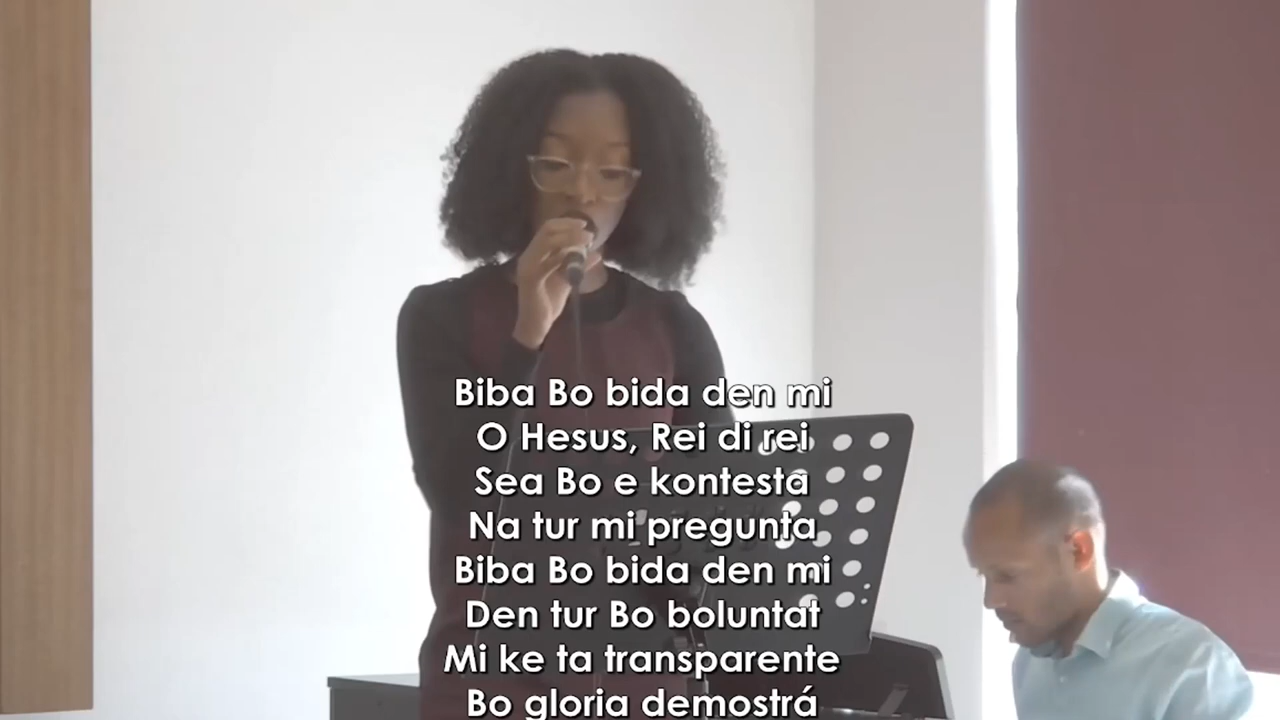 Biba Bo bida den mi
O Hesus, Rei di rei
Sea Bo e kontesta
Na tur mi pregunta
Biba Bo bida den mi
Den tur Bo boluntat
Mi ke ta transparente
Bo gloria demostrá